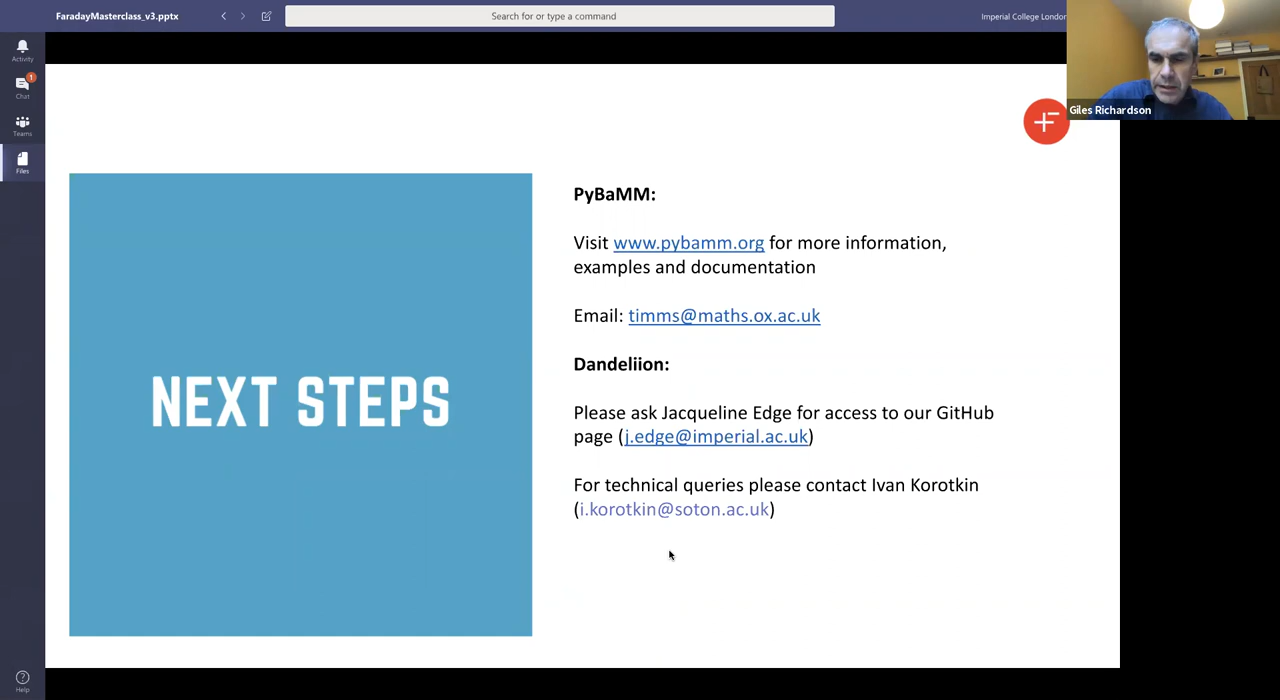 FaradayMasterclass_v3.pptx
Search for or type a command
Imperial College London
Activity
1
Chat
Teams
Files
Help
Giles Richardson
NEXT STEPS
PyBaMM:
Visit www.pybamm.org for more information,
examples and documentation
Email: timms@maths.ox.ac.uk
Dandeliion:
Please ask Jacqueline Edge for access to our GitHub
page (j.edge@imperial.ac.uk)
For technical queries please contact Ivan Korotkin
(i.korotkin@soton.ac.uk)